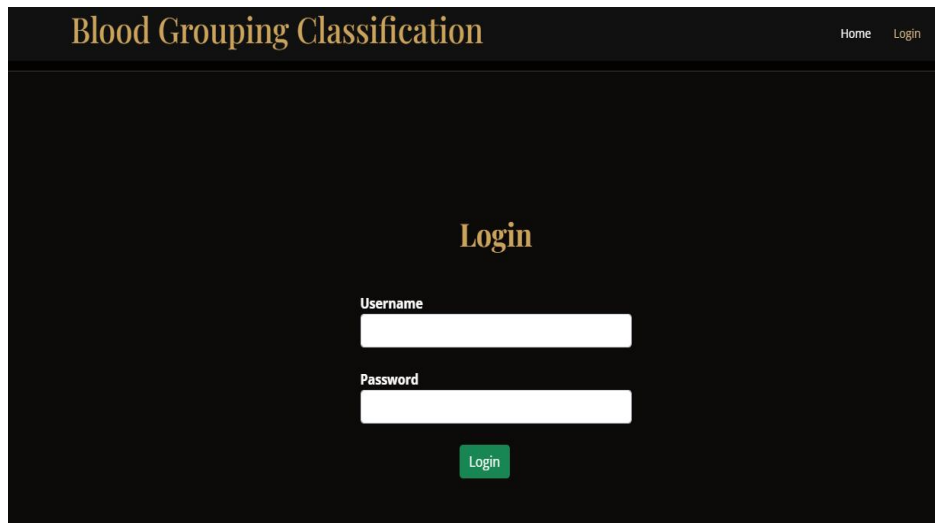 Blood Grouping Classification
Home Login
Login
Username
Password
Login